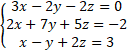 3x − 2y − 2z = 0
2x + 7y + 5z = −2
x − y + 2z = 3